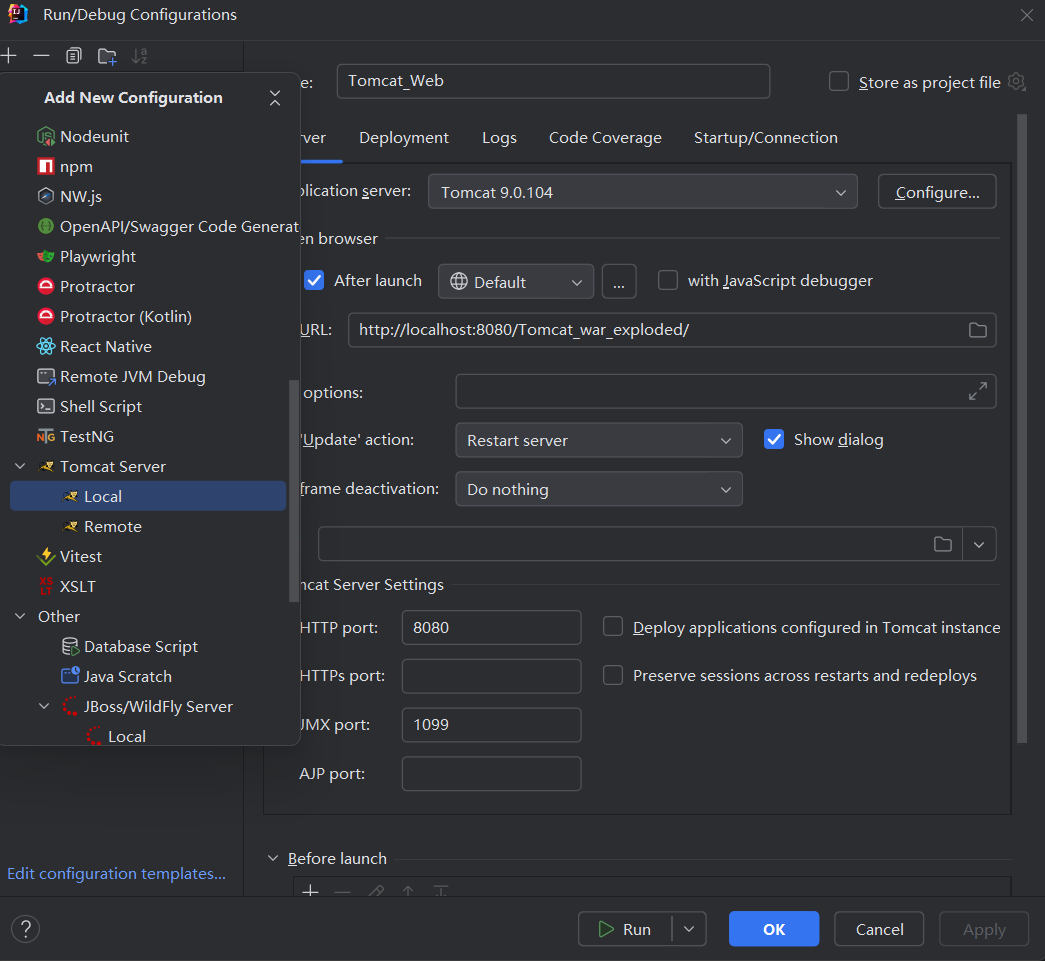 Run/Debug Configurations
Add New Configuration
Nodeunit
npm
NW.js
OpenAPI/Swagger Code Generat
Playwright
Protractor
Protractor (Kotlin)
React Native
Remote JVM Debug
Shell Script
TestNG
Tomcat Server
Local
Remote
Vitest
XSLT
Other
Database Script
Java Scratch
JBoss/WildFly Server
Local
Edit configuration templates...
e: Tomcat_Web Store as project file
rver Deployment Logs Code Coverage Startup/Connection
plication server: Tomcat 9.0.104 Configure...
en browser
After launch Default ... with JavaScript debugger
URL: http://localhost:8080/Tomcat_war_exploded/
options:
'Update' action: Restart server Show dialog
frame deactivation: Do nothing
mcat Server Settings
HTTP port: 8080 Deploy applications configured in Tomcat instance
HTTPs port: Preserve sessions across restarts and redeploys
JMX port: 1099
AJP port:
Before launch
? Run OK Cancel Apply